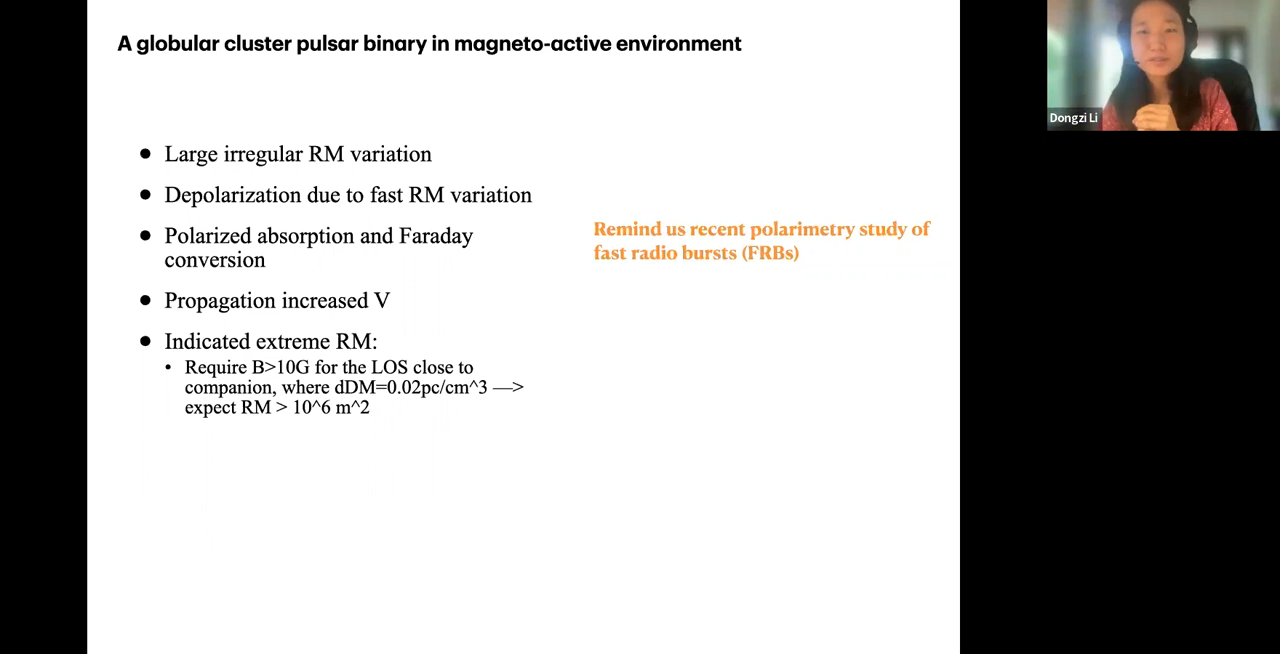 A globular cluster pulsar binary in magneto-active environment
● Large irregular RM variation
● Depolarization due to fast RM variation
● Polarized absorption and Faraday
conversion
● Propagation increased V
● Indicated extreme RM:
• Require B>10G for the LOS close to
companion, where dDM=0.02pc/cm^3 —>
expect RM > 10^6 m^2
Remind us recent polarimetry study of
fast radio bursts (FRBs)
Dongzi Li